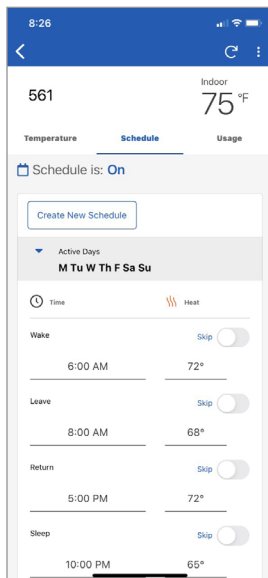 8:26
561
Indoor
75 °F
Temperature Schedule Usage
Schedule is: On
Create New Schedule
Active Days
M Tu W Th F Sa Su
Time Heat
Wake Skip
6:00 AM 72°
Leave Skip
8:00 AM 68°
Return Skip
5:00 PM 72°
Sleep Skip
10:00 PM 65°